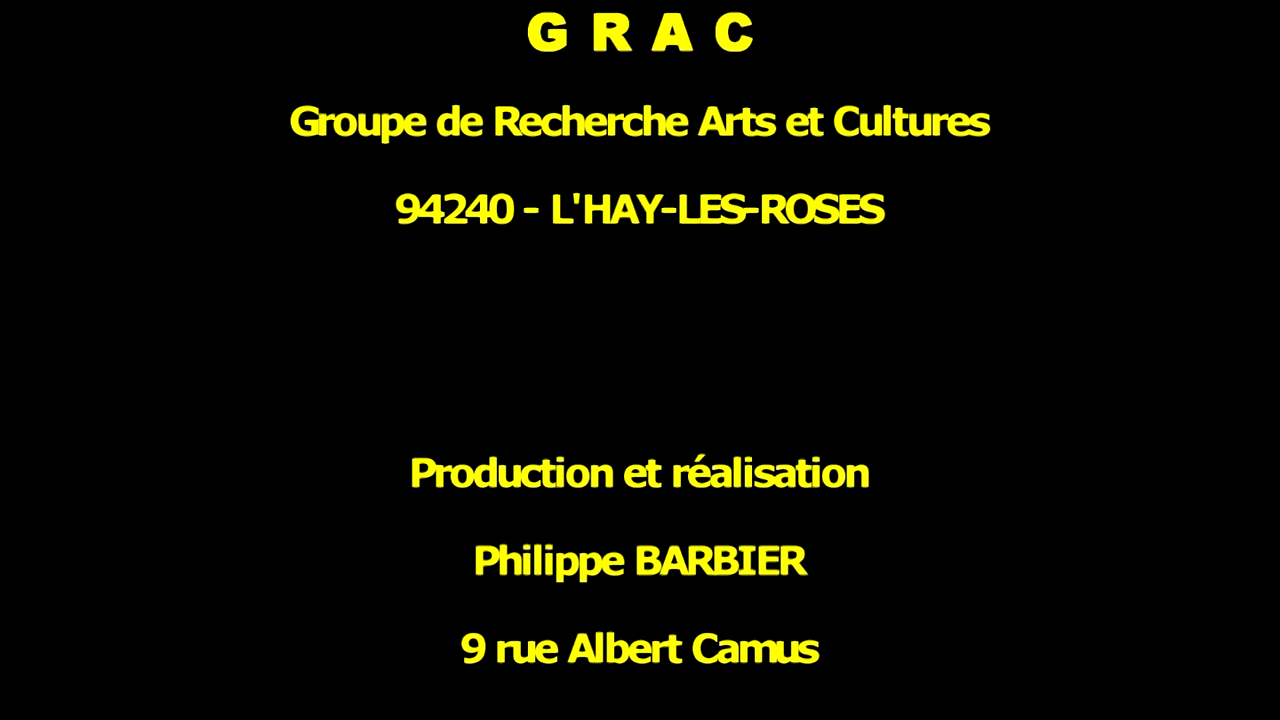 G R A C
Groupe de Recherche Arts et Cultures
94240 - L'HAY-LES-ROSES
Production et réalisation
Philippe BARBIER
9 rue Albert Camus